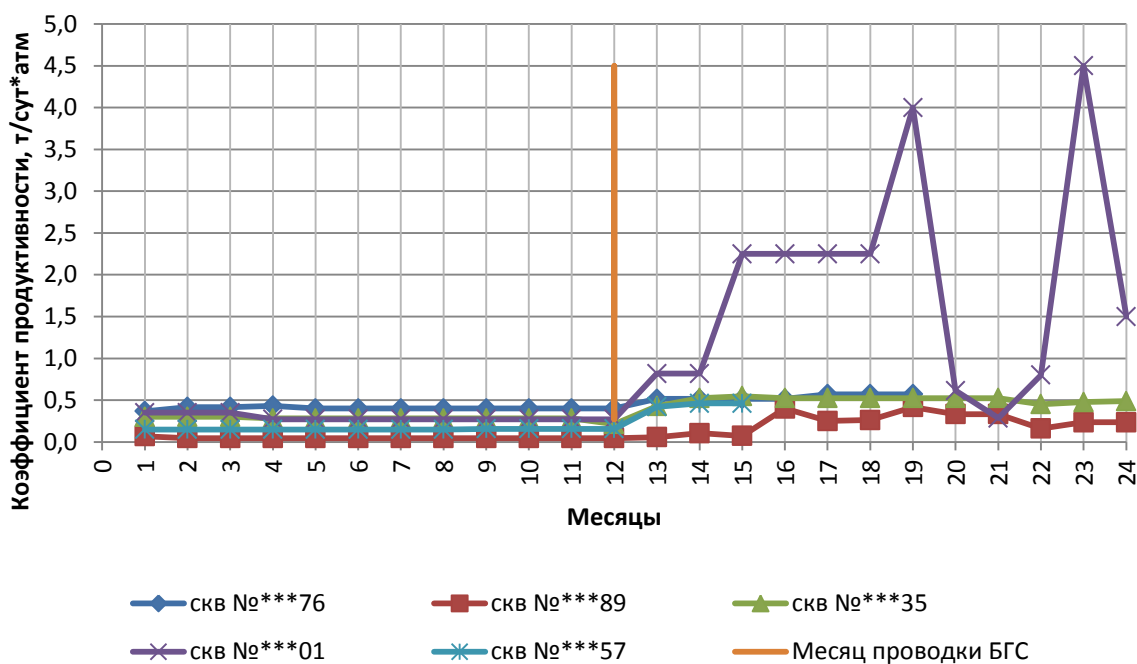 Коэффициент продуктивности, т/сут*атм
5,0
4,5
4,0
3,5
3,0
2,5
2,0
1,5
1,0
0,5
0,0
0 1 2 3 4 5 6 7 8 9 10 11 12 13 14 15 16 17 18 19 20 21 22 23 24
Месяцы
скв №***76 скв №***89 скв №***35
скв №***01 скв №***57 Месяц проводки БГС